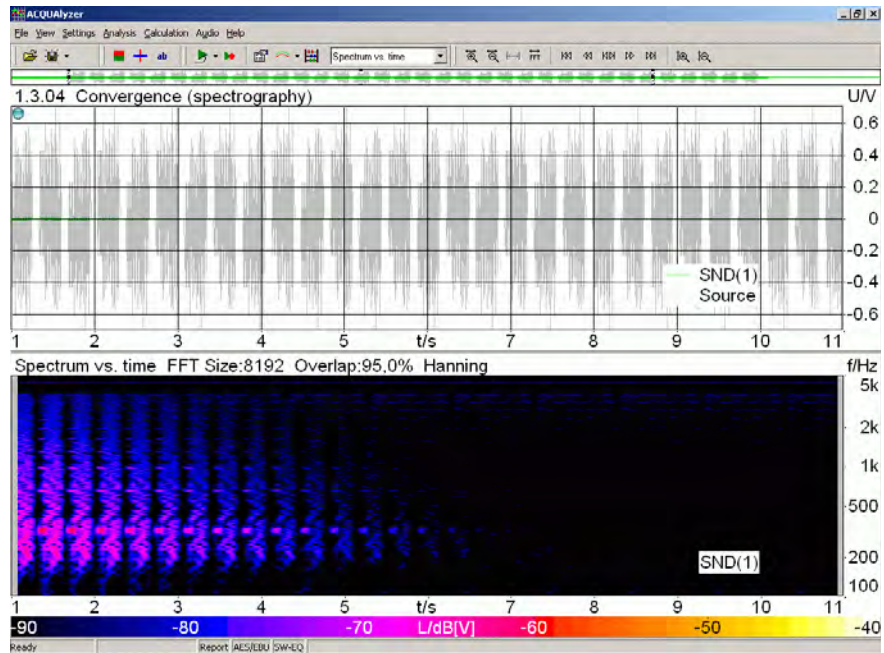 ACQUAlyzer
File View Settings Analysis Calculation Audio Help
ab Spectrum vs. time
1.3.04 Convergence (spectrography) U/V
0.6
0.4
0.2
0
-0.2
-0.4
-0.6
SND(1)
Source
1 2 3 4 5 t/s 7 8 9 10 11
Spectrum vs. time FFT Size:8192 Overlap:95.0% Hanning f/Hz
5k
2k
1k
500
200
100
SND(1)
1 2 3 4 5 t/s 7 8 9 10 11
-90 -80 -70 L/dB[V] -60 -50 -40
Ready Report AES/EBU SW-EQ